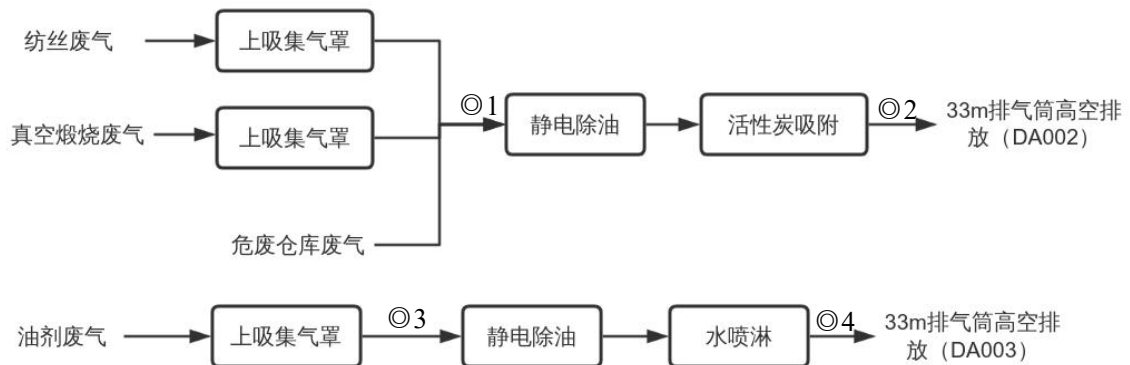 纺丝废气
上吸集气罩
真空煅烧废气
上吸集气罩
危废仓库废气
◎1
静电除油
活性炭吸附
◎2
33m排气筒高空排
放（DA002）
油剂废气
上吸集气罩
◎3
静电除油
水喷淋
◎4
33m排气筒高空排
放（DA003）